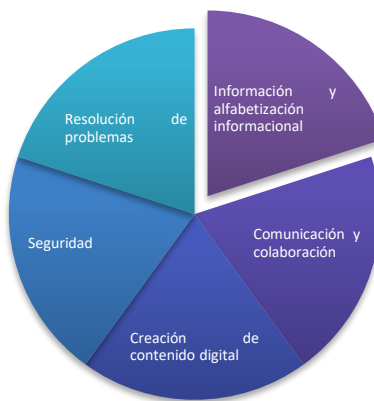 Información y
alfabetización
informacional
Comunicación y
colaboración
Creación de
contenido digital
Seguridad
Resolución de
problemas